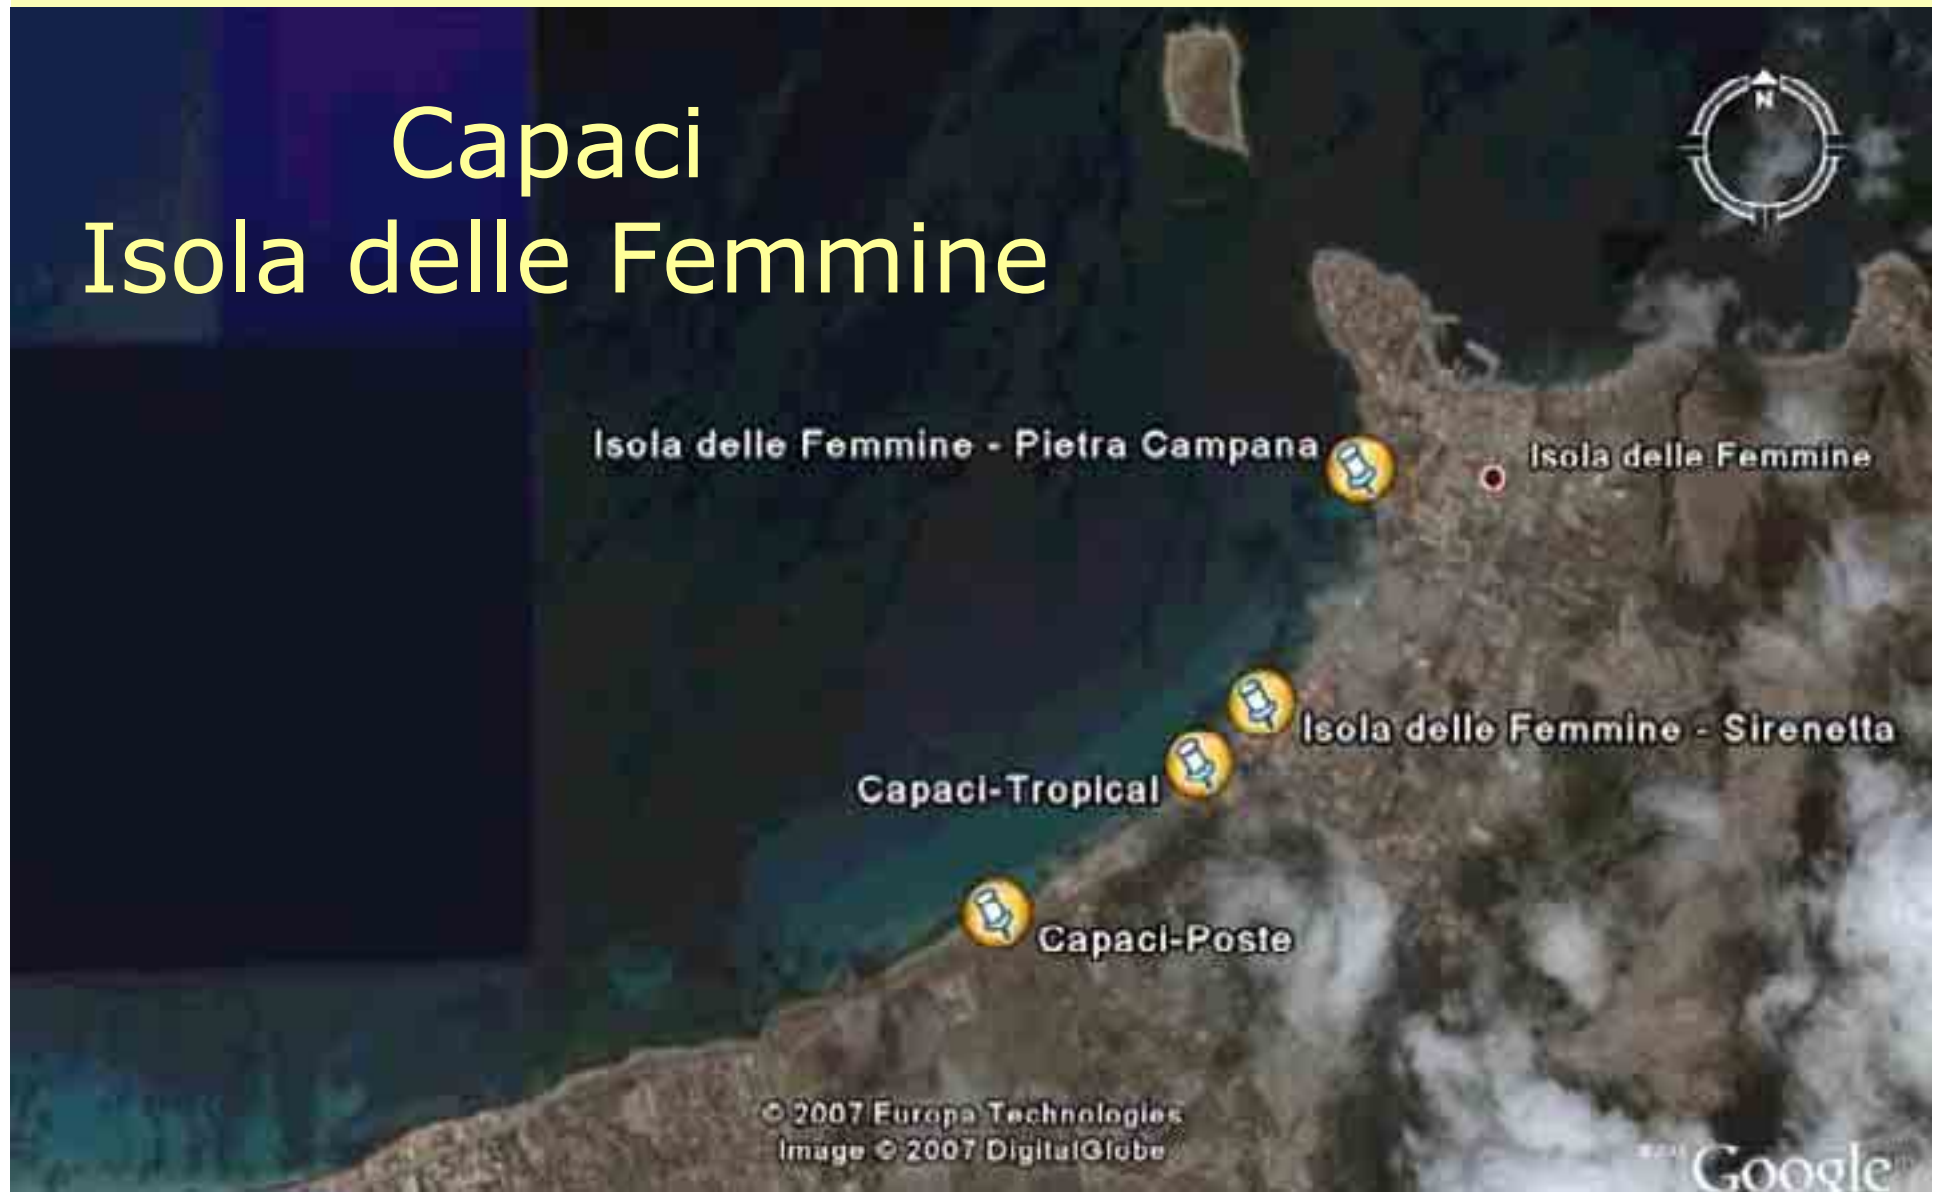 Capaci
Isola delle Femmine
N
Isola delle Femmine - Pietra Campana
Isola delle Femmine
Isola delle Femmine - Sirenetta
Capaci-Tropical
Capaci-Poste
© 2007 Europa Technologies
Image © 2007 DigitalGlobe
Google